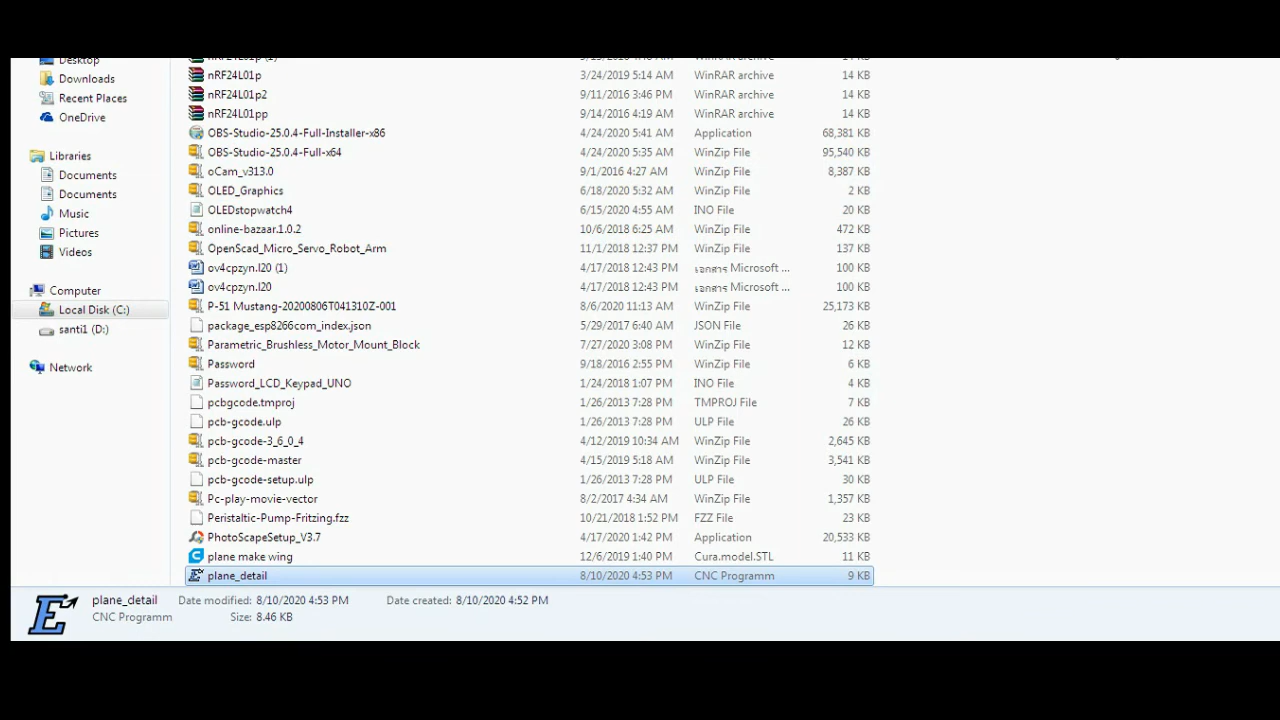 Desktop
Downloads
Recent Places
OneDrive
Libraries
Documents
Documents
Music
Pictures
Videos
Computer
Local Disk (C:)
santi1 (D:)
Network
nRF24L01p 3/24/2019 5:14 AM WinRAR archive 14 KB
nRF24L01p2 9/11/2016 3:46 PM WinRAR archive 14 KB
nRF24L01pp 9/14/2016 4:19 AM WinRAR archive 14 KB
OBS-Studio-25.0.4-Full-Installer-x86 4/24/2020 5:41 AM Application 68,381 KB
OBS-Studio-25.0.4-Full-x64 4/24/2020 5:35 AM WinZip File 95,540 KB
oCam_v313.0 9/1/2016 4:27 AM WinZip File 8,387 KB
OLED_Graphics 6/18/2020 5:32 AM WinZip File 2 KB
OLEDstopwatch4 6/15/2020 4:55 AM INO File 20 KB
online-bazaar.1.0.2 10/6/2018 6:25 AM WinZip File 472 KB
OpenScad_Micro_Servo_Robot_Arm 11/1/2018 12:37 PM WinZip File 137 KB
ov4cpzyn.l20 (1) 4/17/2018 12:43 PM เอกสาร Microsoft ... 100 KB
ov4cpzyn.l20 4/17/2018 12:43 PM เอกสาร Microsoft ... 100 KB
P-51 Mustang-20200806T041310Z-001 8/6/2020 11:13 AM WinZip File 25,173 KB
package_esp8266com_index.json 5/29/2017 6:40 AM JSON File 26 KB
Parametric_Brushless_Motor_Mount_Block 7/27/2020 3:08 PM WinZip File 12 KB
Password 9/18/2016 2:55 PM WinZip File 6 KB
Password_LCD_Keypad_UNO 1/24/2018 1:07 PM INO File 4 KB
pcbgcode.tmproj 1/26/2013 7:28 PM TMPROJ File 7 KB
pcb-gcode.ulp 1/26/2013 7:28 PM ULP File 26 KB
pcb-gcode-3_6_0_4 4/12/2019 10:34 AM WinZip File 2,645 KB
pcb-gcode-master 4/15/2019 5:18 AM WinZip File 3,541 KB
pcb-gcode-setup.ulp 1/26/2013 7:28 PM ULP File 30 KB
Pc-play-movie-vector 8/2/2017 4:34 AM WinZip File 1,357 KB
Peristaltic-Pump-Fritzing.fzz 10/21/2018 1:52 PM FZZ File 23 KB
PhotoScapeSetup_V3.7 4/17/2020 1:42 PM Application 20,533 KB
plane make wing 12/6/2019 1:40 PM Cura.model.STL 11 KB
plane_detail 8/10/2020 4:53 PM CNC Programm 9 KB
plane_detail Date modified: 8/10/2020 4:53 PM Date created: 8/10/2020 4:52 PM
CNC Programm Size: 8.46 KB